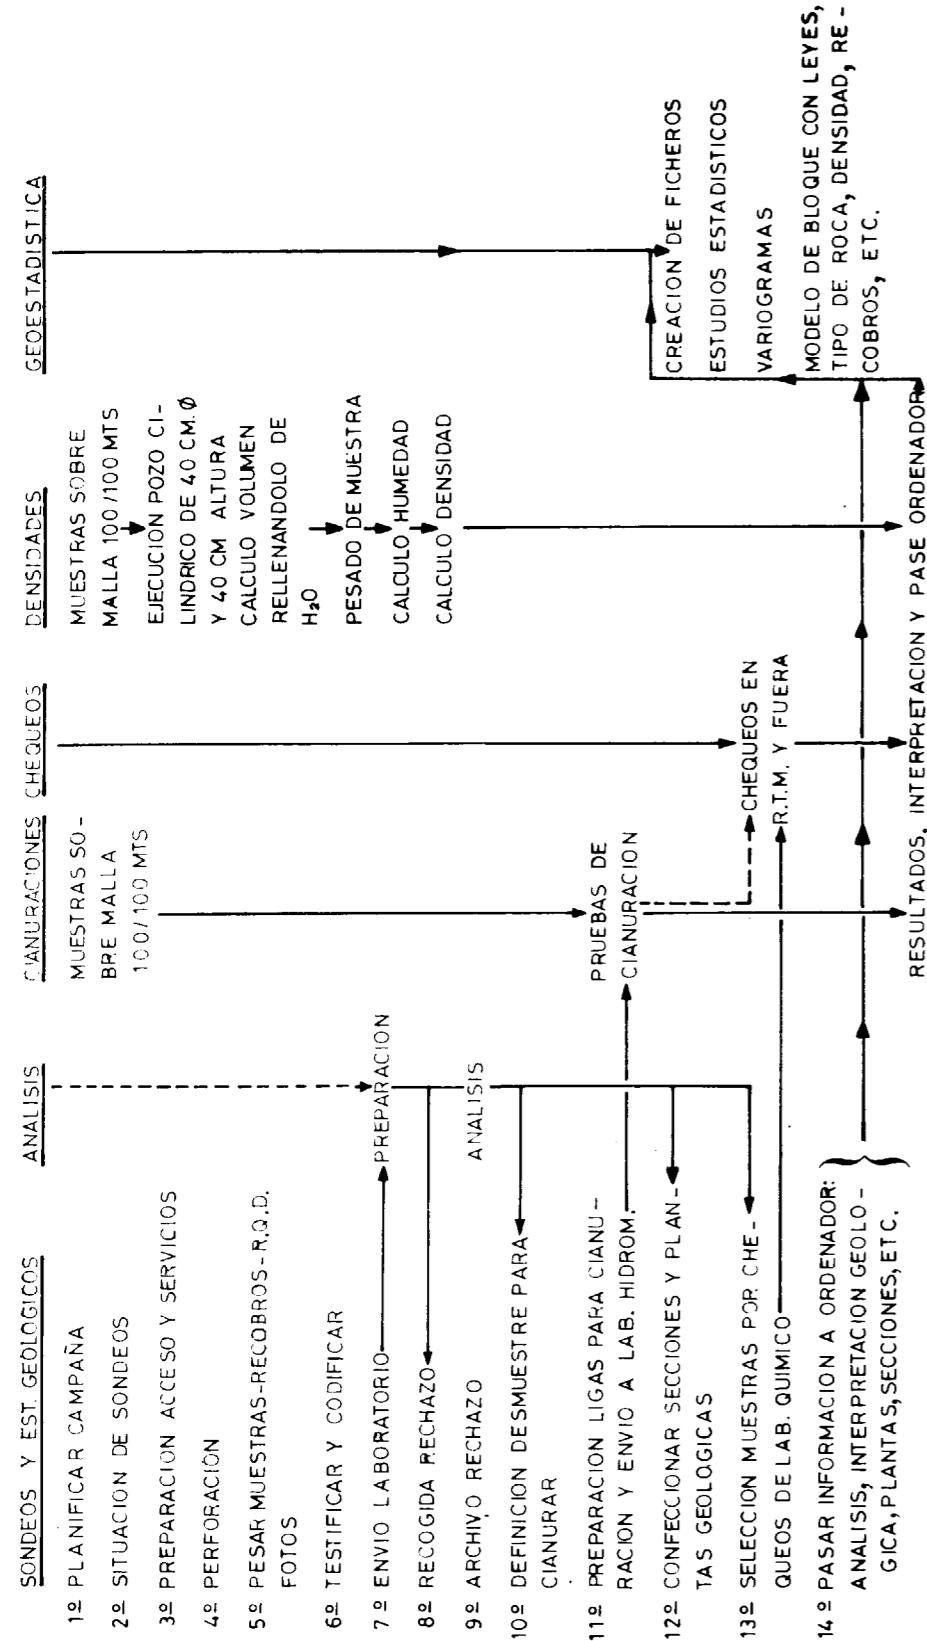 SONDEOS Y EST. GEOLOGICOS
1º PLANIFICAR CAMPAÑA
2º SITUACION DE SONDEOS
3º PREPARACION ACCESO Y SERVICIOS
4º PERFORACION
5º PESAR MUESTRAS-RECOBROS-R.Q.D.
FOTOS
6º TESTIFICAR Y CODIFICAR
7º ENVIO LABORATORIO
8º RECOGIDA RECHAZO
9º ARCHIVO RECHAZO
10º DEFINICION DESMUESTRE PARA
CIANURAR
11º PREPARACION LIGAS PARA CIANU-
RACION Y ENVIO A LAB. HIDROM.
12º CONFECCIONAR SECCIONES Y PLAN-
TAS GEOLOGICAS
13º SELECCION MUESTRAS POR CHE-
QUEOS DE LAB. QUIMICO
14º PASAR INFORMACION A ORDENADOR:
ANALISIS, INTERPRETACION GEOLO-
GICA, PLANTAS, SECCIONES, ETC.
ANALISIS
PREPARACION
ANALISIS
CIANURACIONES
MUESTRAS SO-
BRE MALLA
100/100 MTS
PRUEBAS DE
CIANURACION
CHEQUEOS
CHEQUEOS EN
R.T.M. Y FUERA
DENSIDADES
MUESTRAS SOBRE
MALLA 100/100 MTS
EJECUCION POZO CI-
LINDRICO DE 40 CM. Ø
Y 40 CM ALTURA
CALCULO VOLUMEN
RELLENANDOLO DE
H₂O
PESADO DE MUESTRA
CALCULO HUMEDAD
CALCULO DENSIDAD
RESULTADOS, INTERPRETACION Y PASE ORDENADOR
GEOESTADISTICA
CREACION DE FICHEROS
ESTUDIOS ESTADISTICOS
VARIOGRAMAS
MODELO DE BLOQUE CON LEYES,
TIPO DE ROCA, DENSIDAD, RE-
COBROS, ETC.